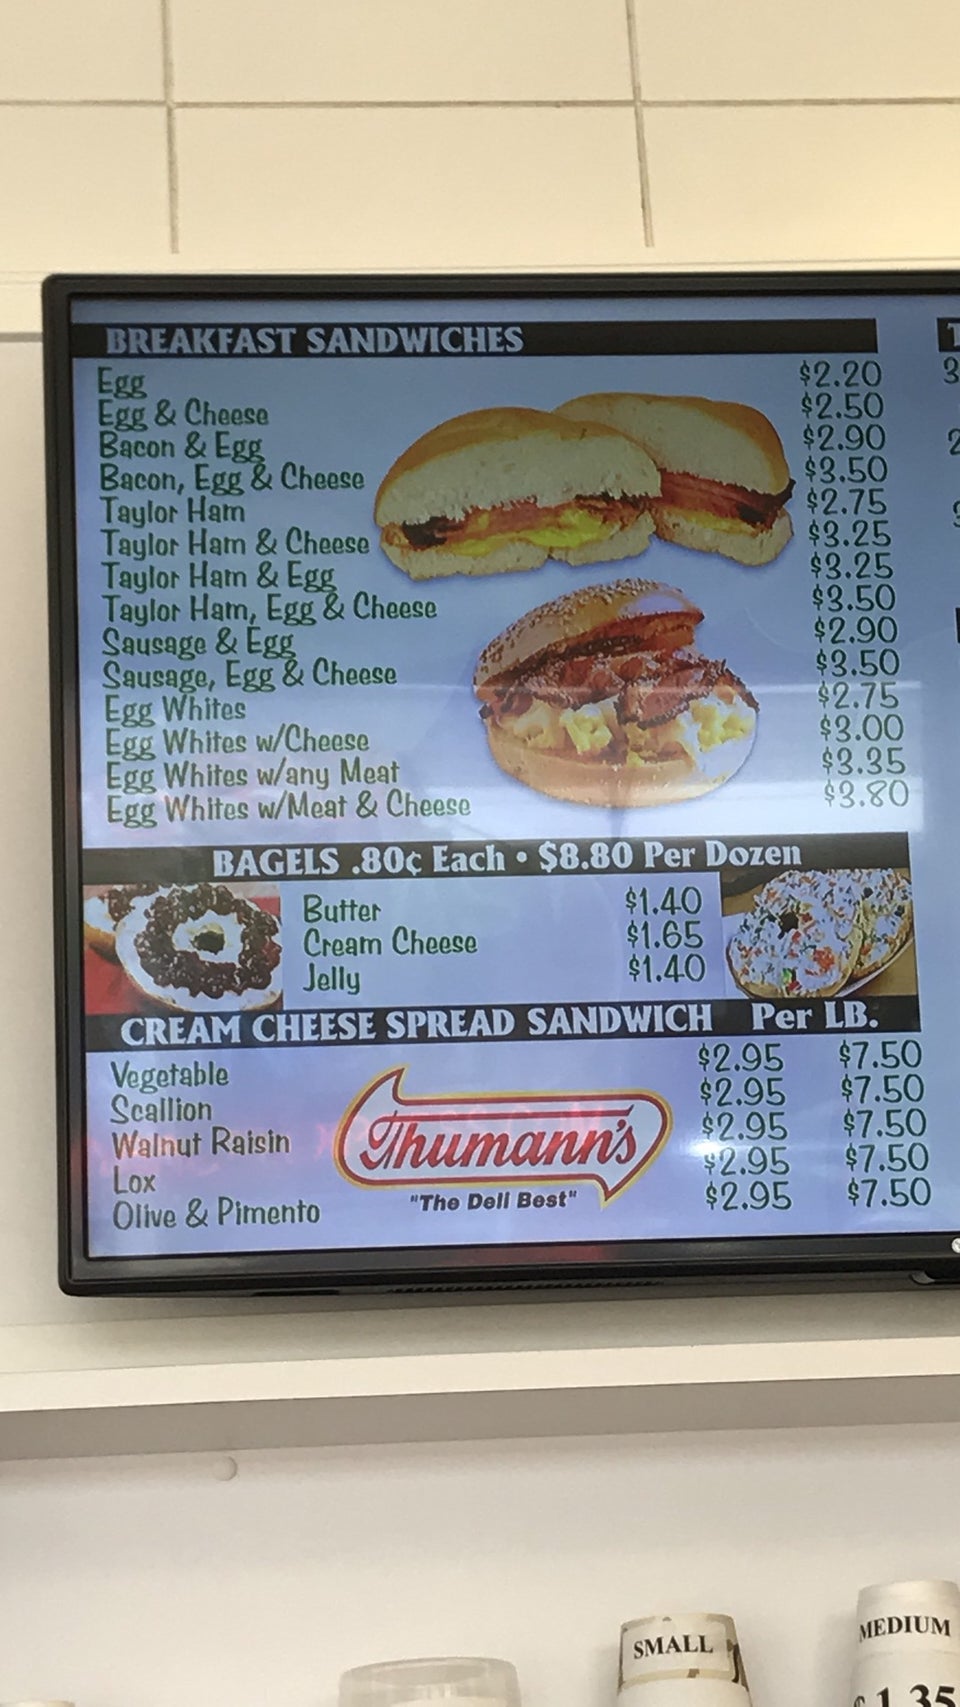 BREAKFAST SANDWICHES
Egg $2.20
Egg & Cheese $2.50
Bacon & Egg $2.90
Bacon, Egg & Cheese $3.50
Taylor Ham $2.75
Taylor Ham & Cheese $3.25
Taylor Ham & Egg $3.25
Taylor Ham, Egg & Cheese $3.50
Sausage & Egg $2.90
Sausage, Egg & Cheese $3.50
Egg Whites $2.75
Egg Whites w/Cheese $3.00
Egg Whites w/any Meat $3.35
Egg Whites w/Meat & Cheese $3.80
BAGELS .80¢ Each • $8.80 Per Dozen
Butter $1.40
Cream Cheese $1.65
Jelly $1.40
CREAM CHEESE SPREAD SANDWICH Per LB.
Vegetable $2.95 $7.50
Scallion $2.95 $7.50
Walnut Raisin $2.95 $7.50
Lox $2.95 $7.50
Olive & Pimento $2.95 $7.50
Thumann's
"The Deli Best"
SMALL
MEDIUM
1.35